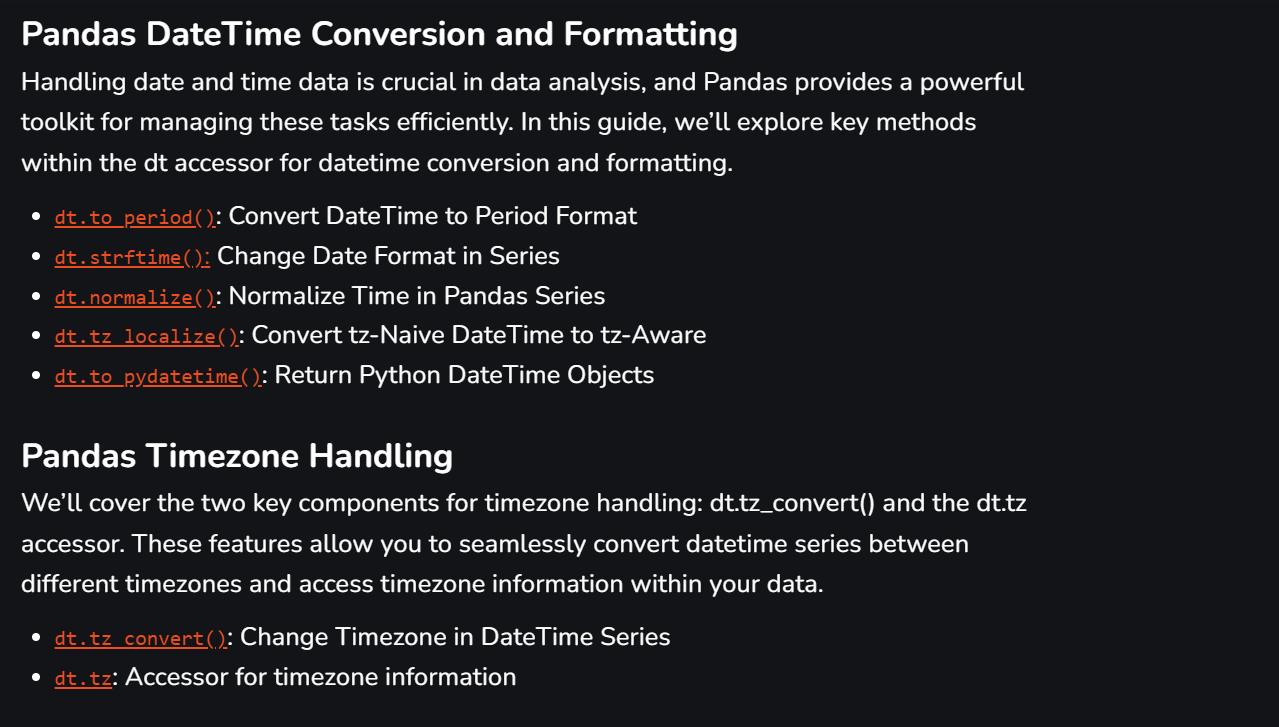 Pandas DateTime Conversion and Formatting
Handling date and time data is crucial in data analysis, and Pandas provides a powerful
toolkit for managing these tasks efficiently. In this guide, we’ll explore key methods
within the dt accessor for datetime conversion and formatting.
• dt.to_period(): Convert DateTime to Period Format
• dt.strftime(): Change Date Format in Series
• dt.normalize(): Normalize Time in Pandas Series
• dt.tz_localize(): Convert tz-Naive DateTime to tz-Aware
• dt.to_pydatetime(): Return Python DateTime Objects
Pandas Timezone Handling
We’ll cover the two key components for timezone handling: dt.tz_convert() and the dt.tz
accessor. These features allow you to seamlessly convert datetime series between
different timezones and access timezone information within your data.
• dt.tz_convert(): Change Timezone in DateTime Series
• dt.tz: Accessor for timezone information